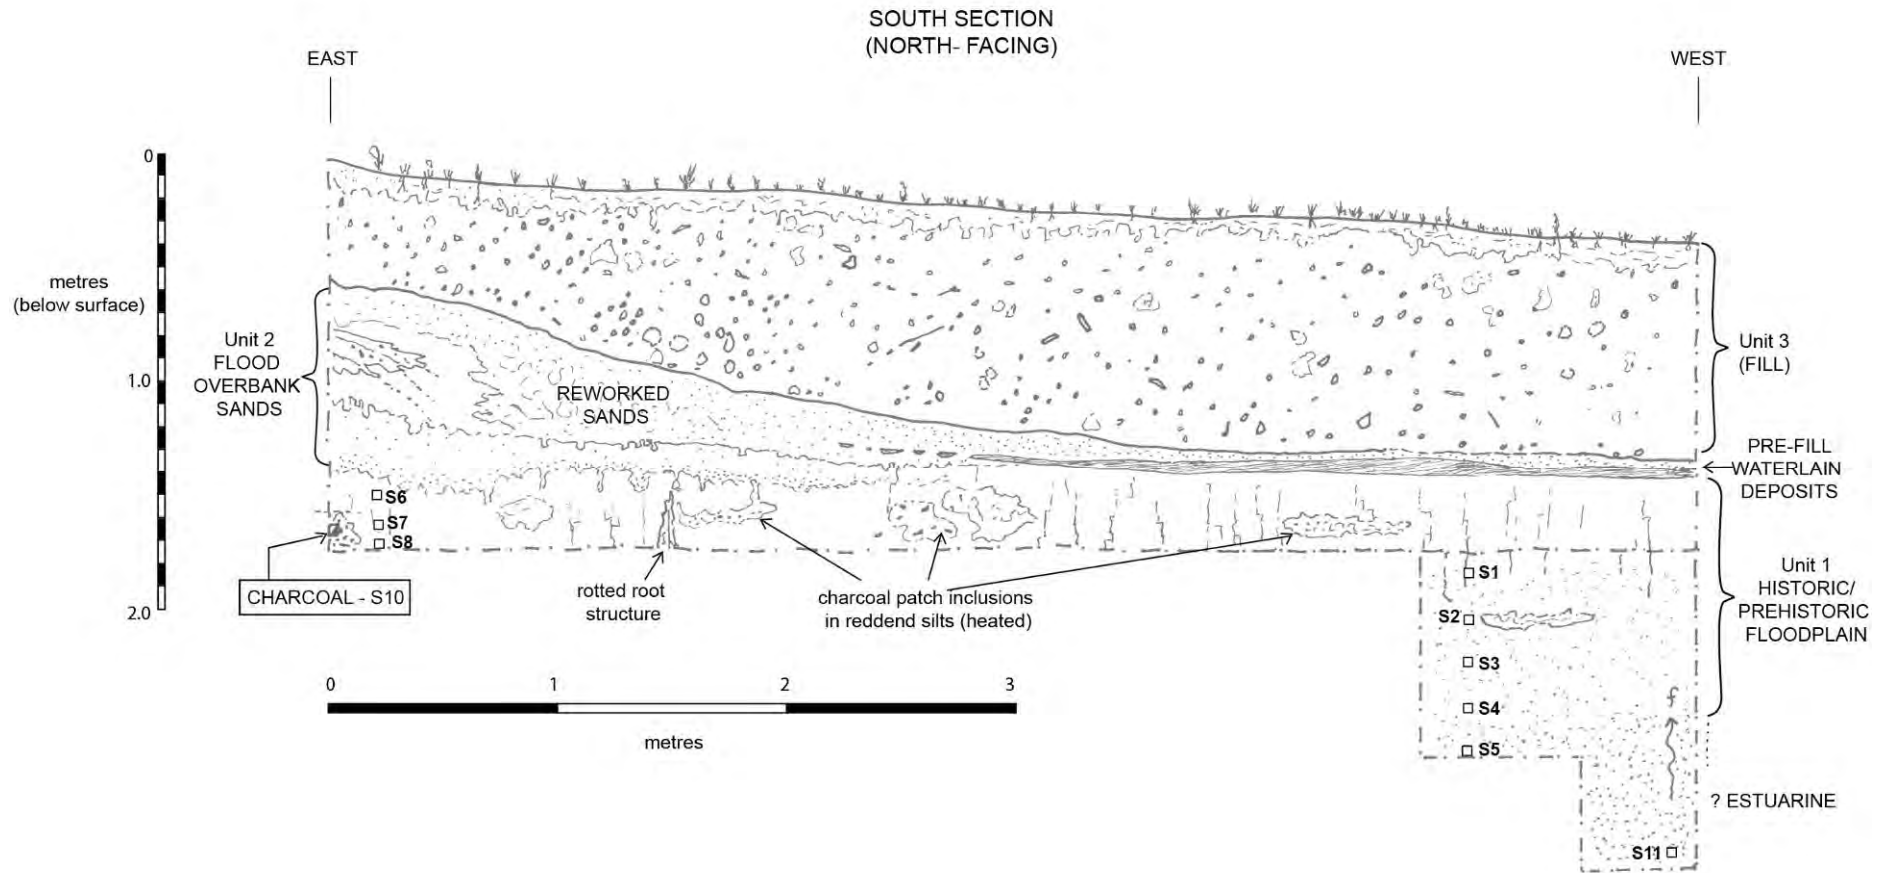 SOUTH SECTION
(NORTH- FACING)
EAST
WEST
0
metres
(below surface)
1.0
2.0
Unit 2
FLOOD
OVERBANK
SANDS
REWORKED
SANDS
Unit 3
(FILL)
PRE-FILL
WATERLAIN
DEPOSITS
S6
S7
S8
CHARCOAL - S10
rotted root
structure
charcoal patch inclusions
in reddend silts (heated)
S1
S2
S3
S4
S5
Unit 1
HISTORIC/
PREHISTORIC
FLOODPLAIN
f
? ESTUARINE
S11
0
1
2
3
metres